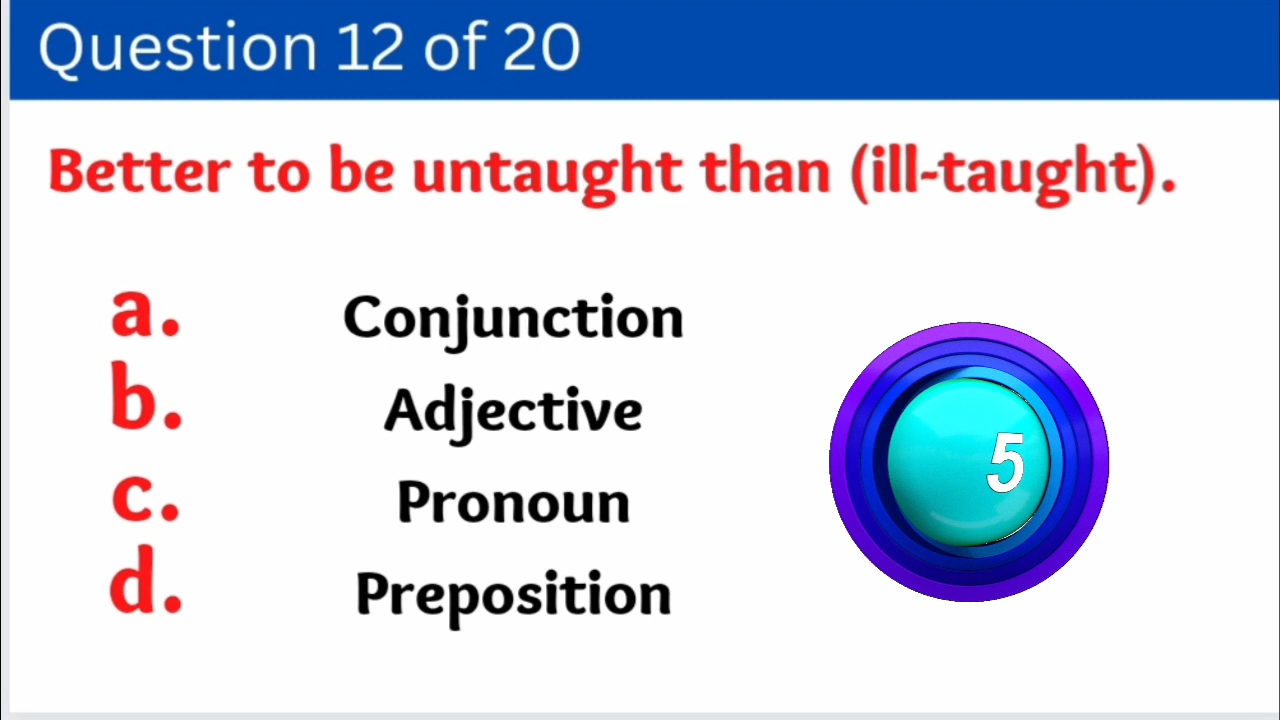 Question 12 of 20
Better to be untaught than (ill-taught).
a. Conjunction
b. Adjective
c. Pronoun
d. Preposition
5